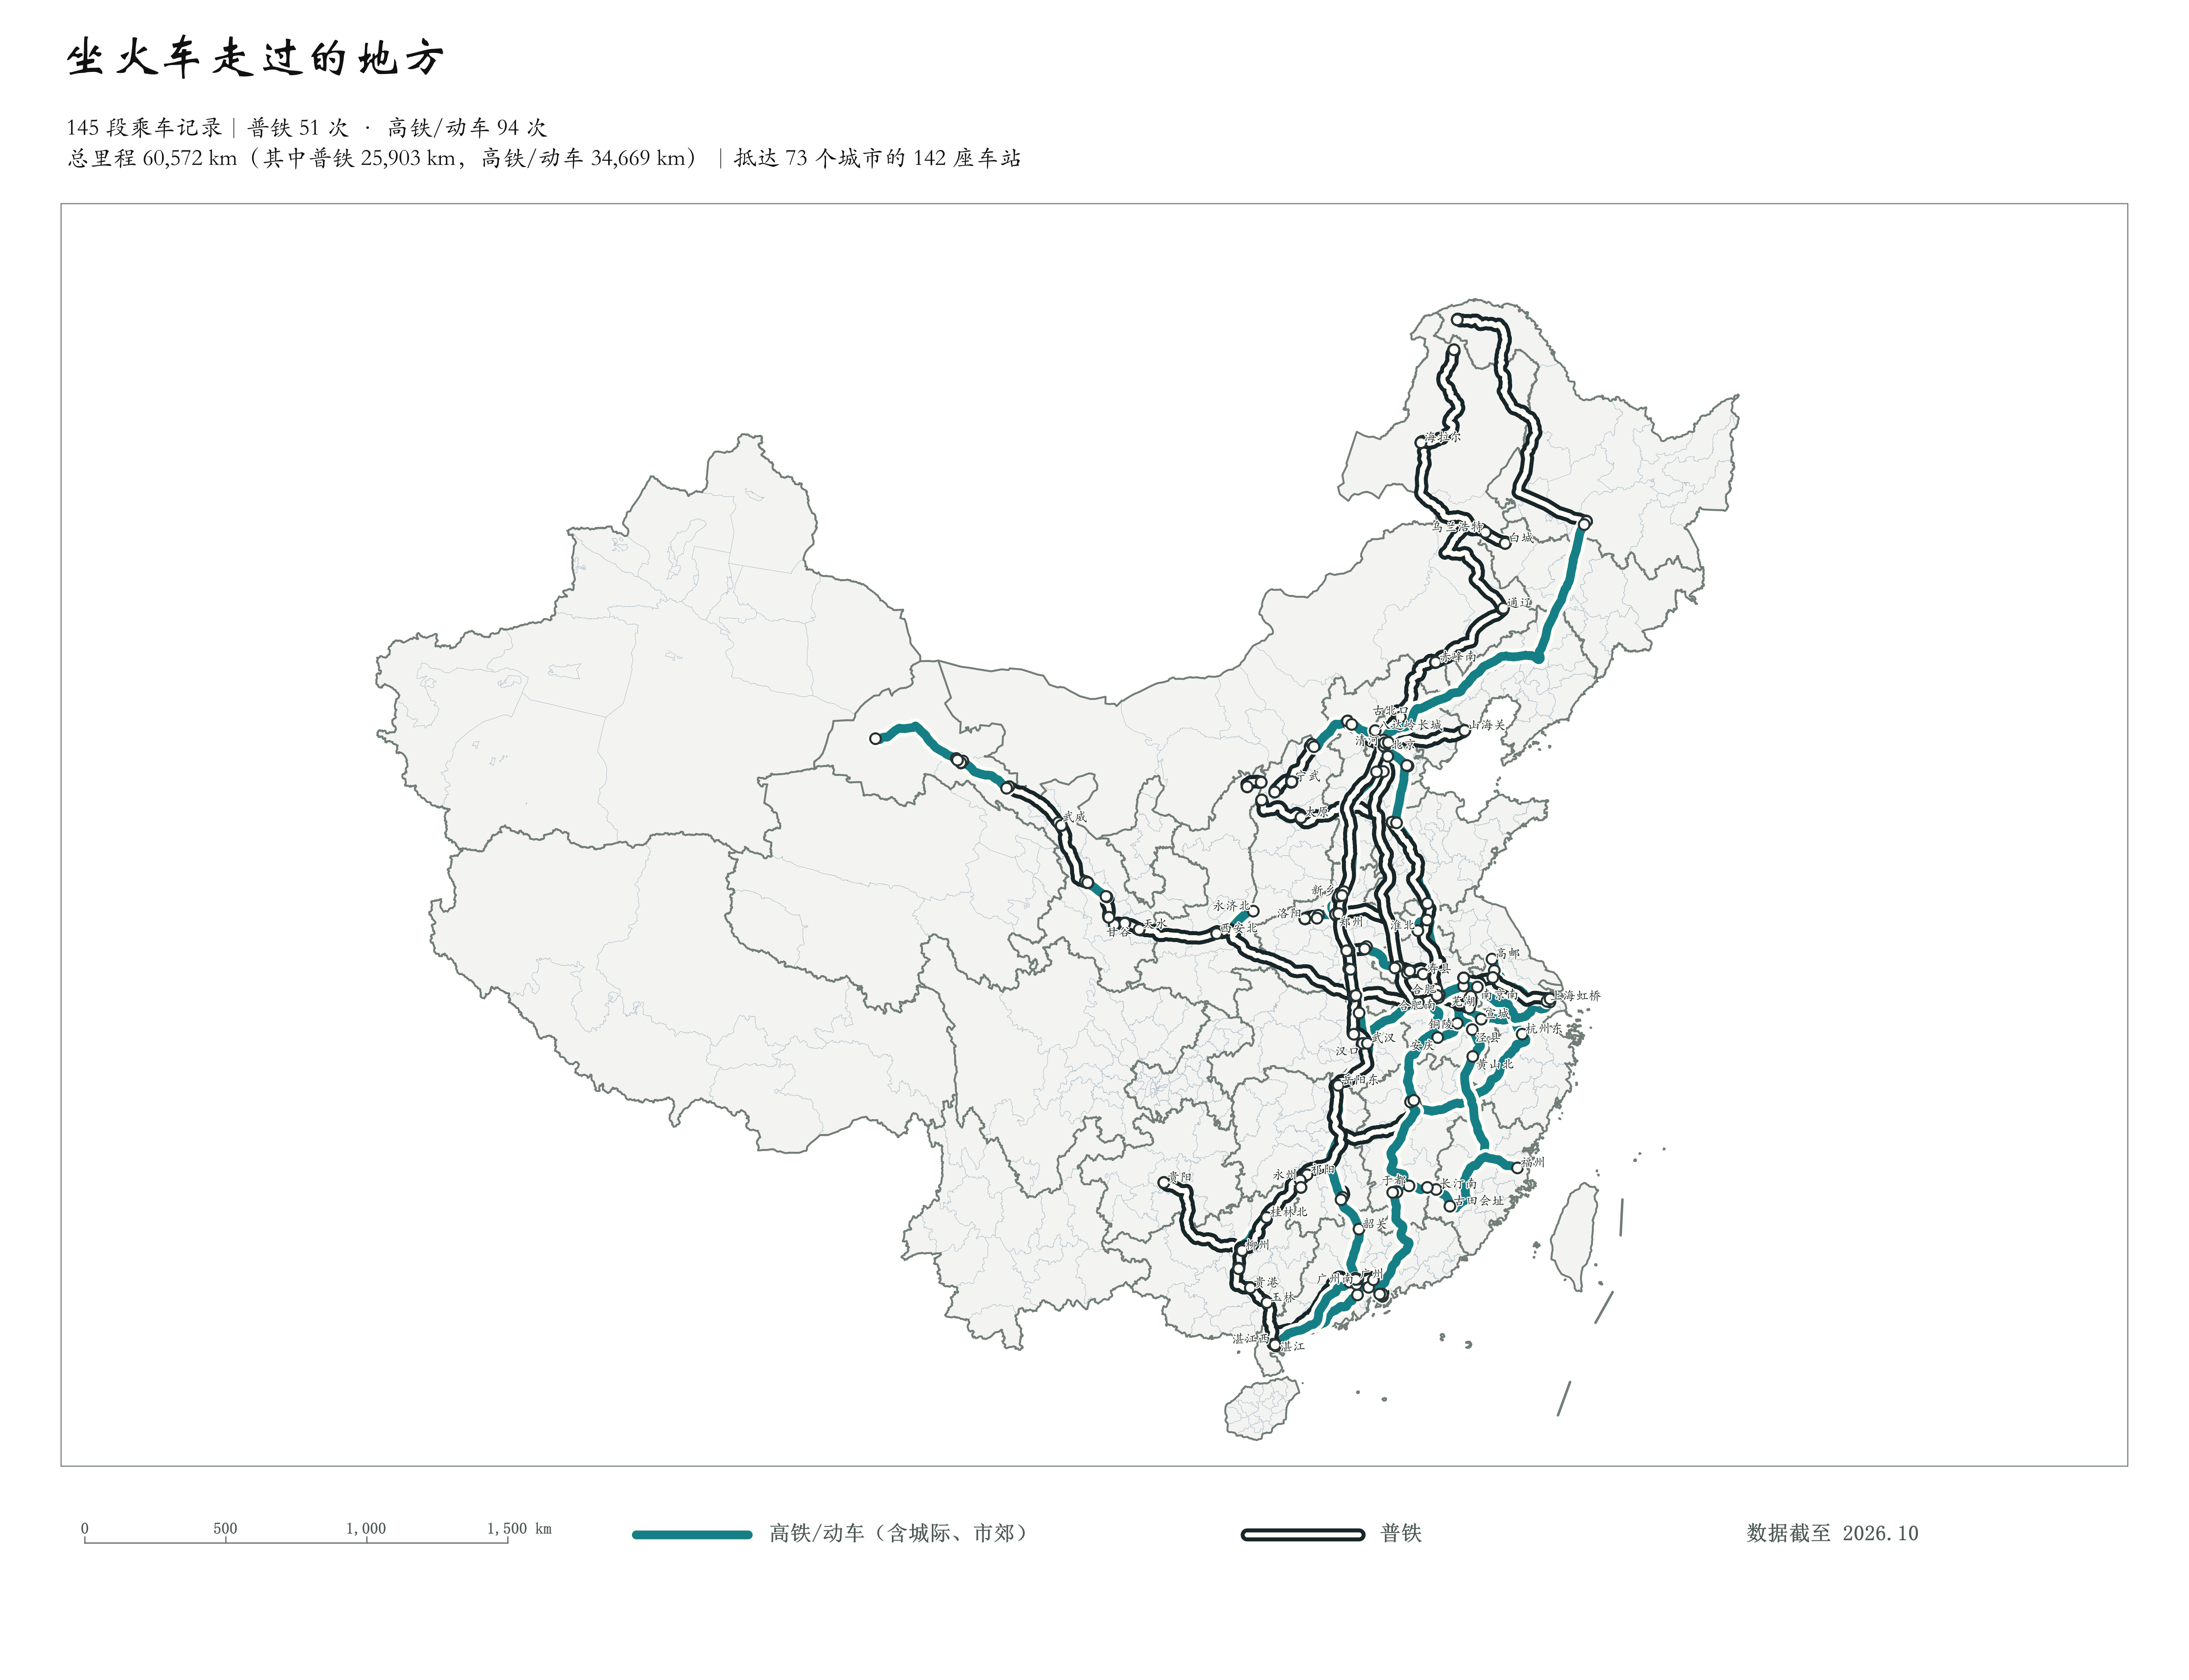 坐火车走过的地方
145 段乘车记录｜普铁 51 次 · 高铁/动车 94 次
总里程 60,572 km（其中普铁 25,903 km，高铁/动车 34,669 km）｜抵达 73 个城市的 142 座车站
海拉尔
乌兰浩特
白城
通辽
赤峰南
古北口
八达岭长城
山海关
清河
北京
宁武
太原
武威
新乡
永济北
洛阳
郑州
淮北
甘谷
天水
西安北
高邮
寿县
合肥
南京南
上海虹桥
合肥南
芜湖
宣城
铜陵
杭州东
泾县
武汉
汉口
安庆
黄山北
岳阳东
福州
永州
祁阳
贵阳
于都
长汀南
古田会址
桂林北
韶关
柳州
广州南
广州
贵港
玉林
湛江西
湛江
0 500 1,000 1,500 km
高铁/动车（含城际、市郊）
普铁
数据截至 2026.10